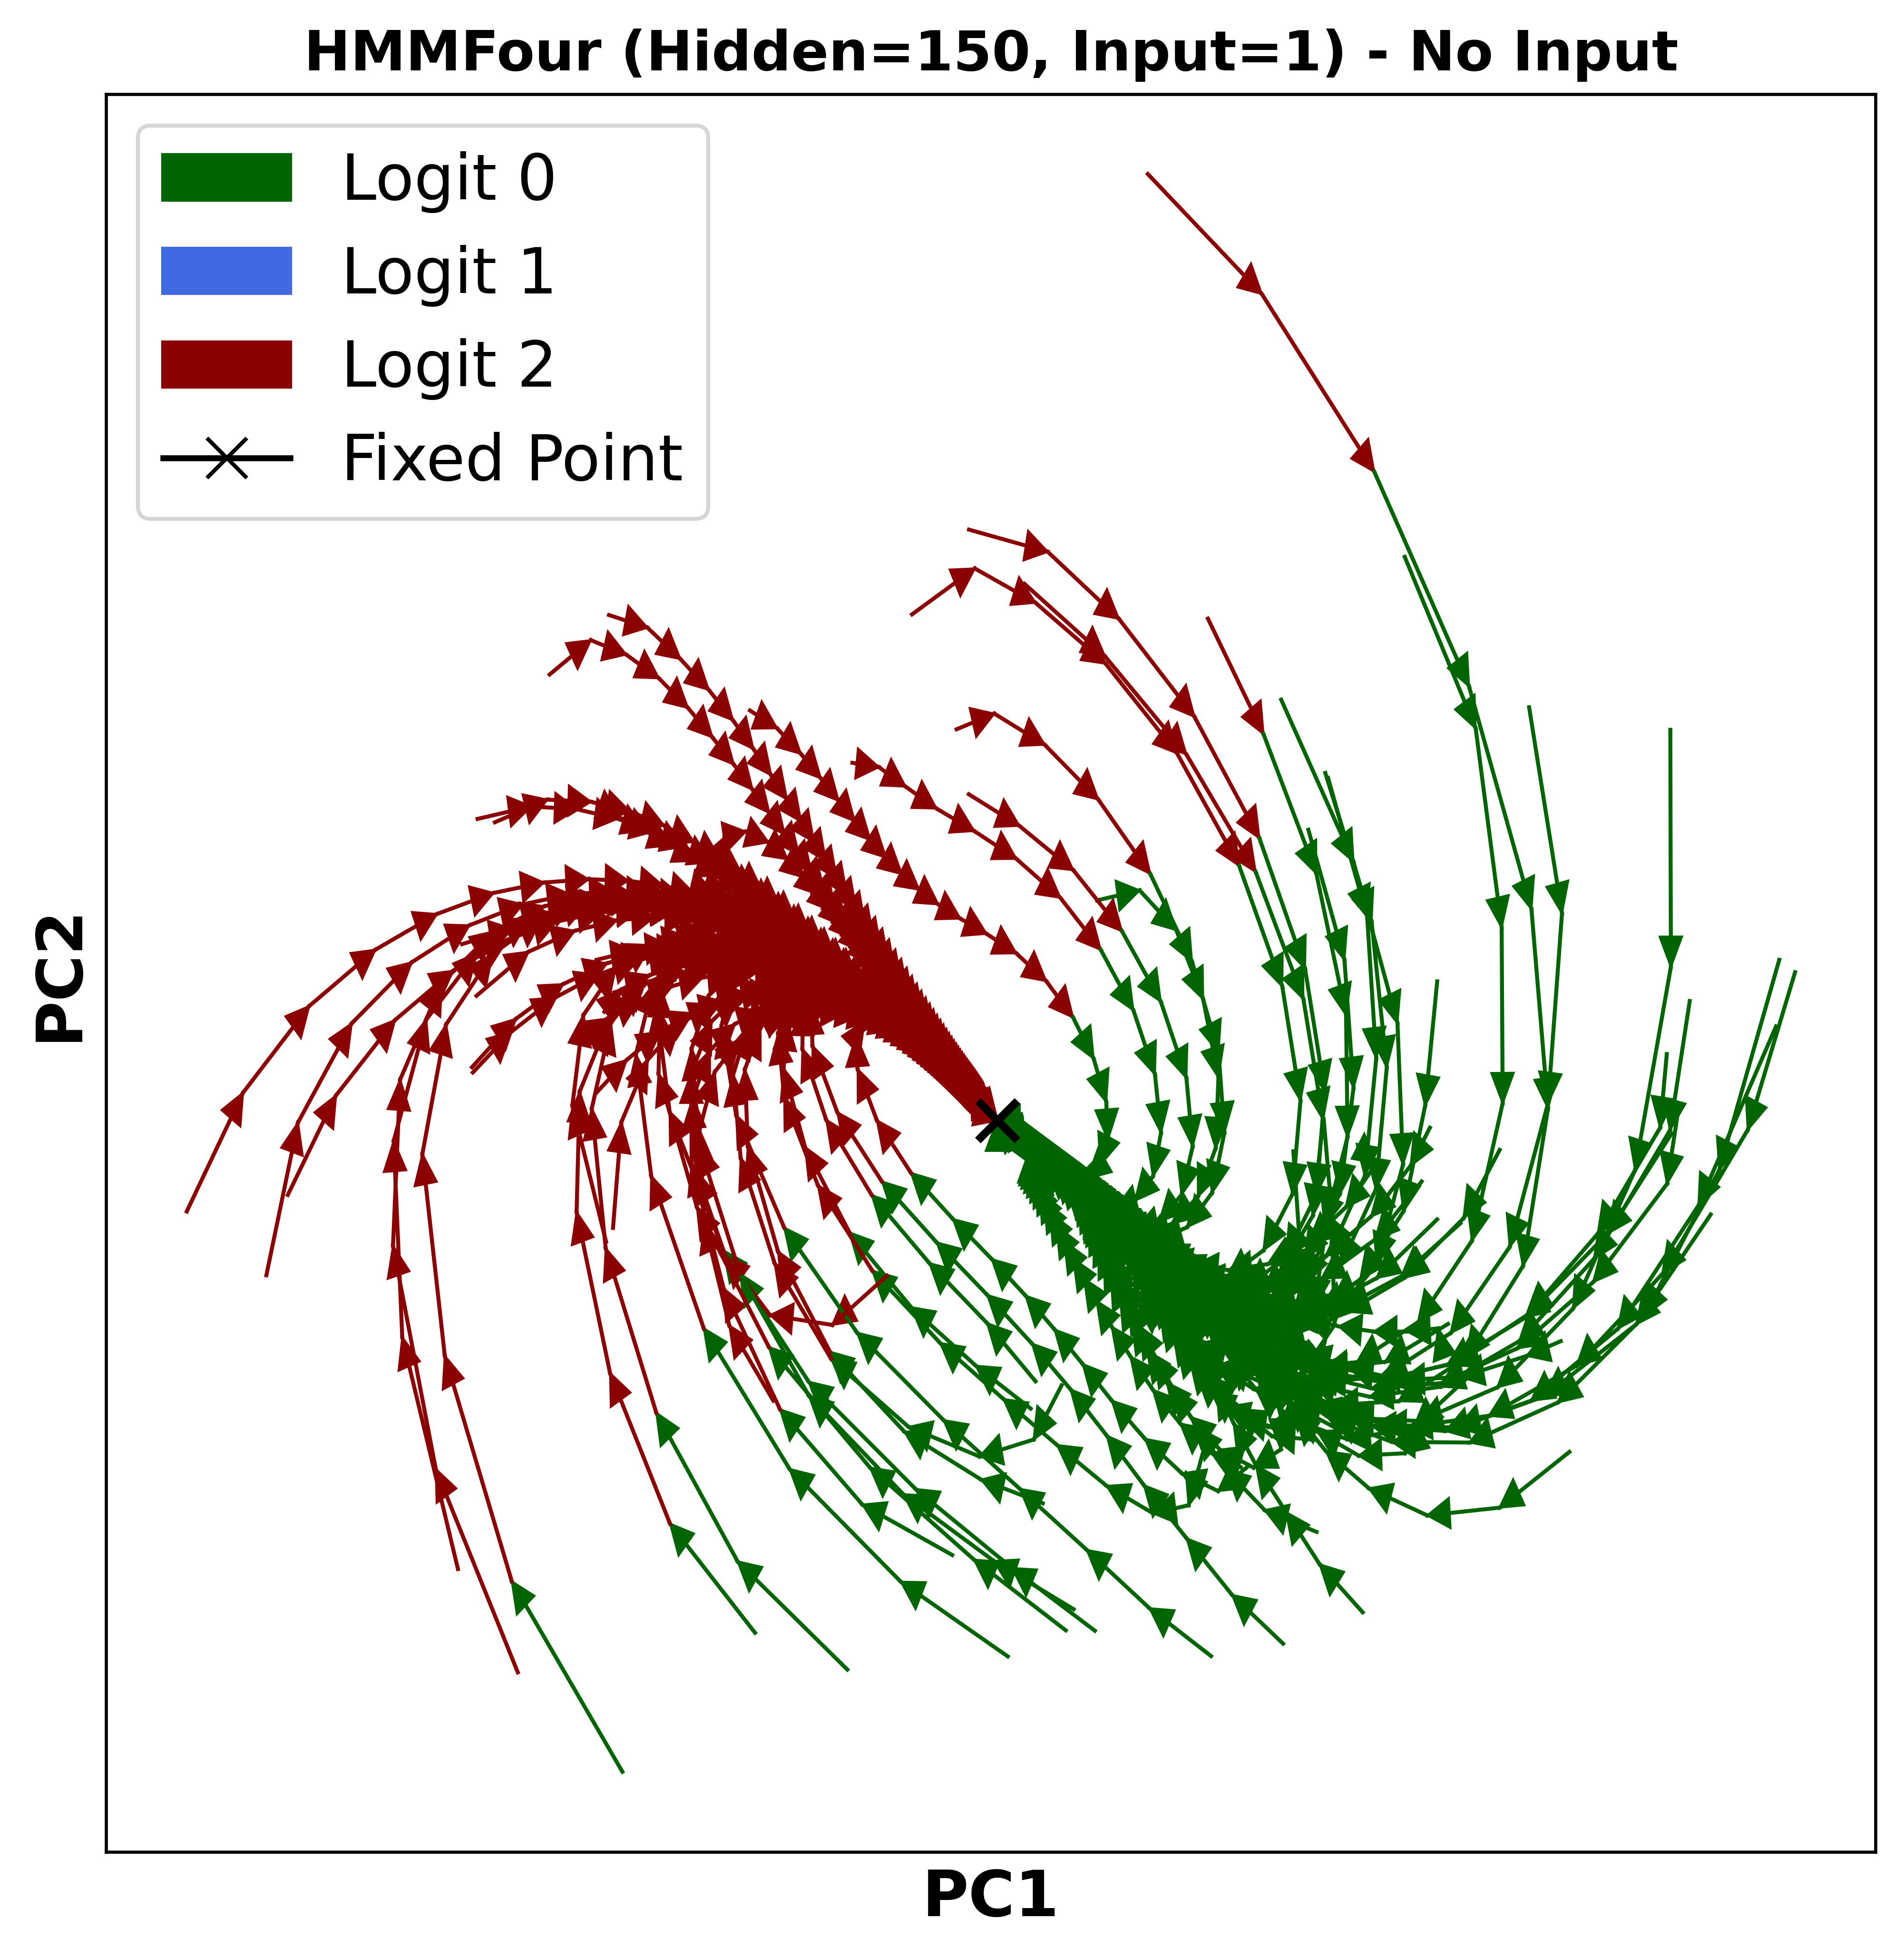 HMMFour (Hidden=150, Input=1) - No Input
Logit 0
Logit 1
Logit 2
Fixed Point
PC2
PC1